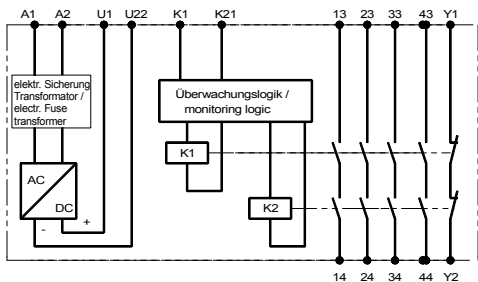 A1 A2 U1 U22 K1 K21 13 23 33 43 Y1
elektr. Sicherung
Transformator /
electr. Fuse
transformer
Überwachungslogik /
monitoring logic
K1
AC
DC
- +
K2
14 24 34 44 Y2